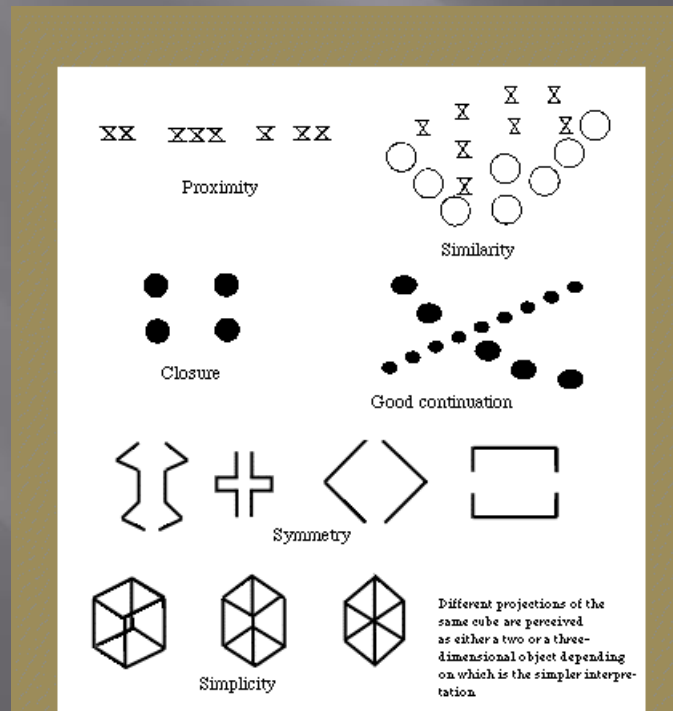 Proximity
Similarity
Closure
Good continuation
Symmetry
Different projections of the
same cube are perceived
as either a two or a three-
dimensional object depending
on which is the simpler interpre-
tation
Simplicity